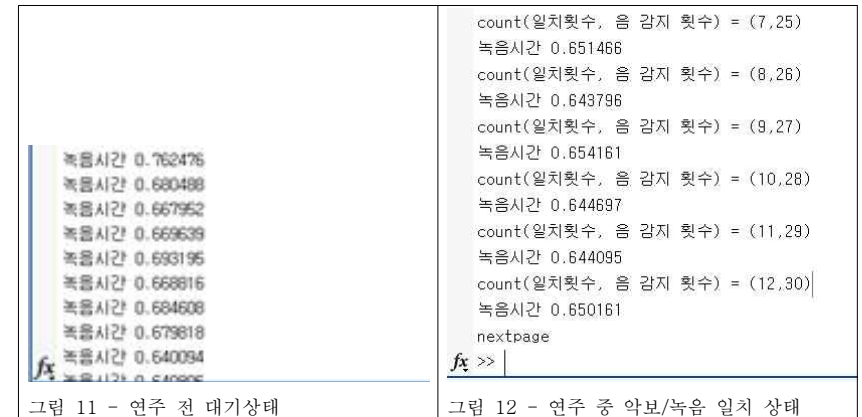 녹음시간 0.762476
녹음시간 0.680488
녹음시간 0.667952
녹음시간 0.669639
녹음시간 0.693195
녹음시간 0.668816
녹음시간 0.684608
녹음시간 0.679818
녹음시간 0.640094
fx
그림 11 - 연주 전 대기상태
count(일치횟수, 음 감지 횟수) = (7,25)
녹음시간 0.651466
count(일치횟수, 음 감지 횟수) = (8,26)
녹음시간 0.643796
count(일치횟수, 음 감지 횟수) = (9,27)
녹음시간 0.654161
count(일치횟수, 음 감지 횟수) = (10,28)
녹음시간 0.644697
count(일치횟수, 음 감지 횟수) = (11,29)
녹음시간 0.644095
count(일치횟수, 음 감지 횟수) = (12,30)
녹음시간 0.650161
nextpage
fx >>
그림 12 - 연주 중 악보/녹음 일치 상태